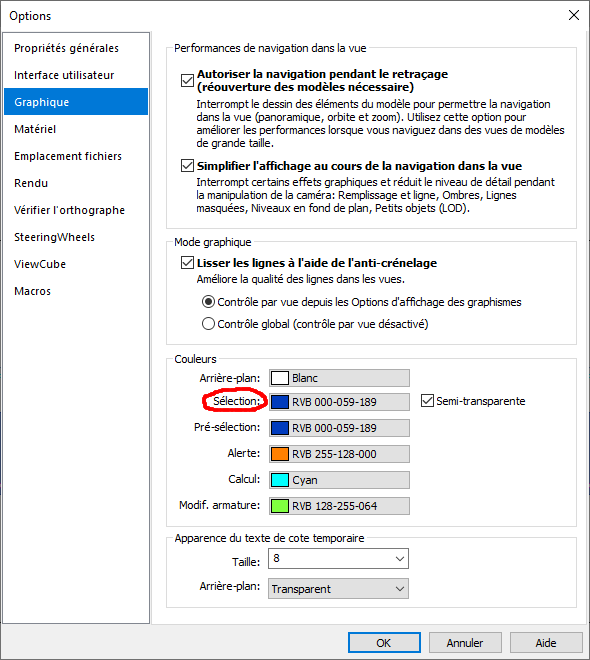 Options
Propriétés générales
Interface utilisateur
Graphique
Matériel
Emplacement fichiers
Rendu
Vérifier l'orthographe
SteeringWheels
ViewCube
Macros
Performances de navigation dans la vue
Autoriser la navigation pendant le retraçage
(réouverture des modèles nécessaire)
Interrompt le dessin des éléments du modèle pour permettre la navigation
dans la vue (panoramique, orbite et zoom). Utilisez cette option pour
améliorer les performances lorsque vous naviguez dans des vues de modèles
de grande taille.
Simplifier l'affichage au cours de la navigation dans la vue
Interrompt certains effets graphiques et réduit le niveau de détail pendant
la manipulation de la caméra: Remplissage et ligne, Ombres, Lignes
masquées, Niveaux en fond de plan, Petits objets (LOD).
Mode graphique
Lisser les lignes à l'aide de l'anti-crénelage
Améliore la qualité des lignes dans les vues.
Contrôle par vue depuis les Options d'affichage des graphismes
Contrôle global (contrôle par vue désactivé)
Couleurs
Arrière-plan: Blanc
Sélection: RVB 000-059-189 Semi-transparente
Pré-sélection: RVB 000-059-189
Alerte: RVB 255-128-000
Calcul: Cyan
Modif. armature: RVB 128-255-064
Apparence du texte de cote temporaire
Taille: 8
Arrière-plan: Transparent
OK Annuler Aide